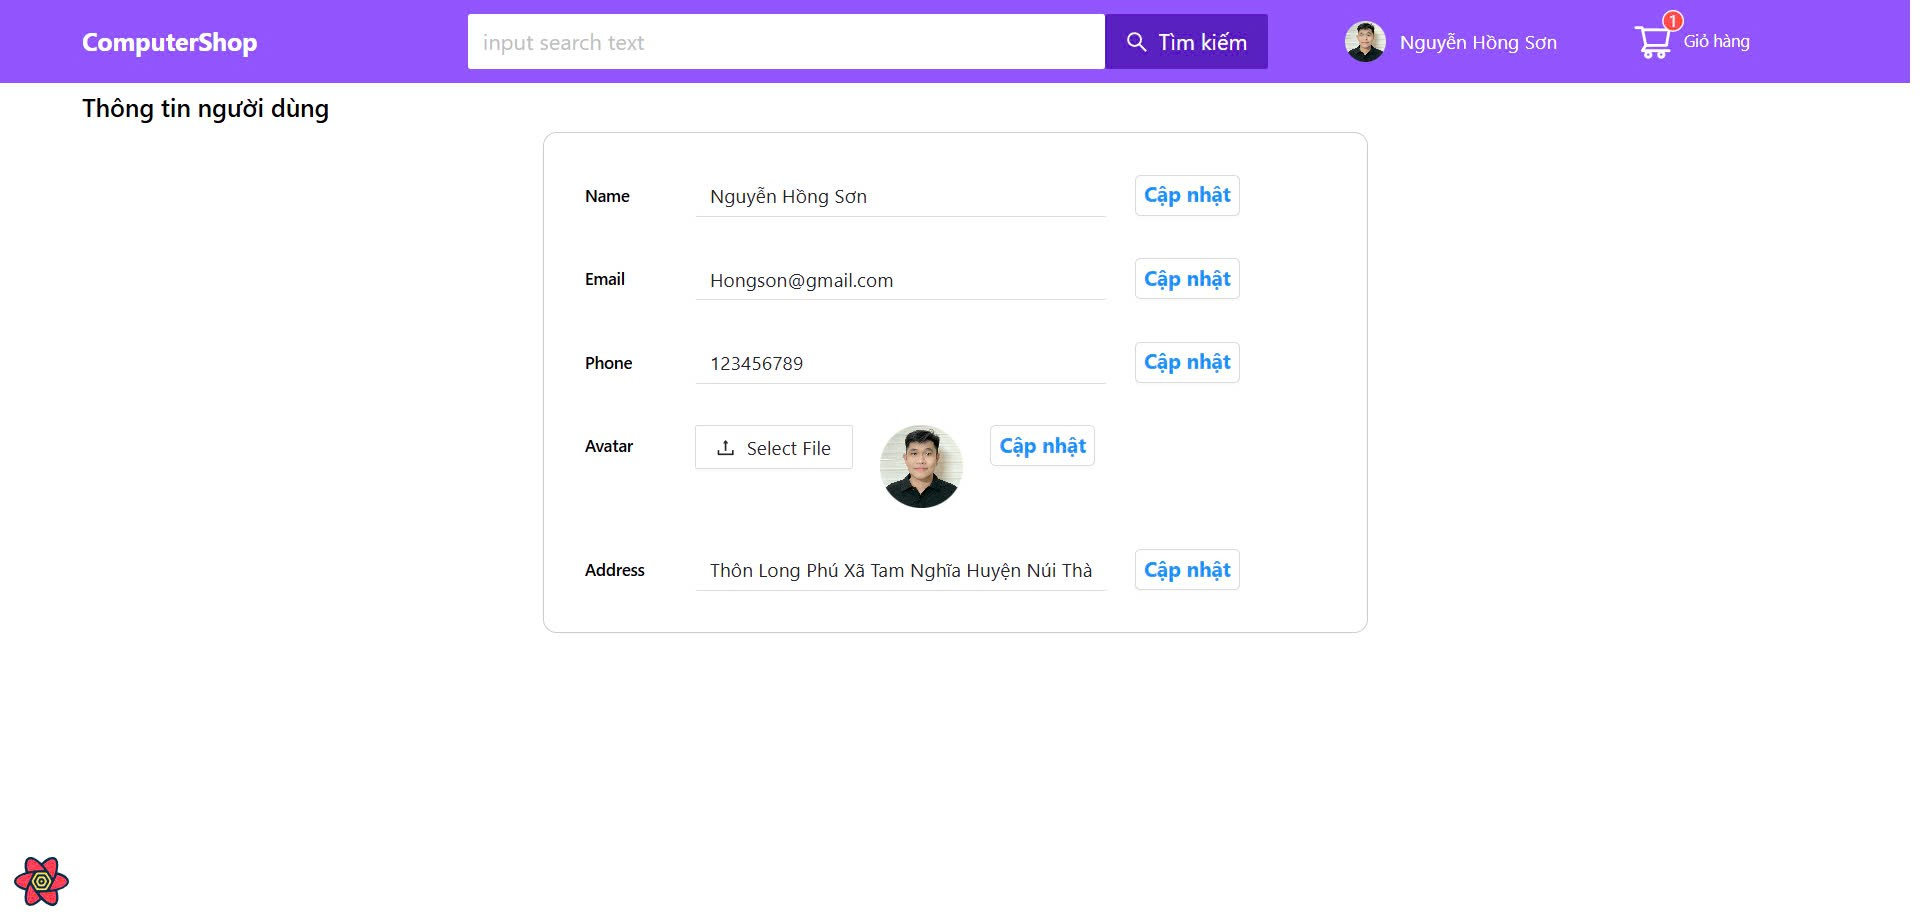 ComputerShop
input search text
Tìm kiếm
Nguyễn Hồng Sơn
1
Giỏ hàng
Thông tin người dùng
Name
Nguyễn Hồng Sơn
Cập nhật
Email
Hongson@gmail.com
Cập nhật
Phone
123456789
Cập nhật
Avatar
Select File
Cập nhật
Address
Thôn Long Phú Xã Tam Nghĩa Huyện Núi Thà
Cập nhật